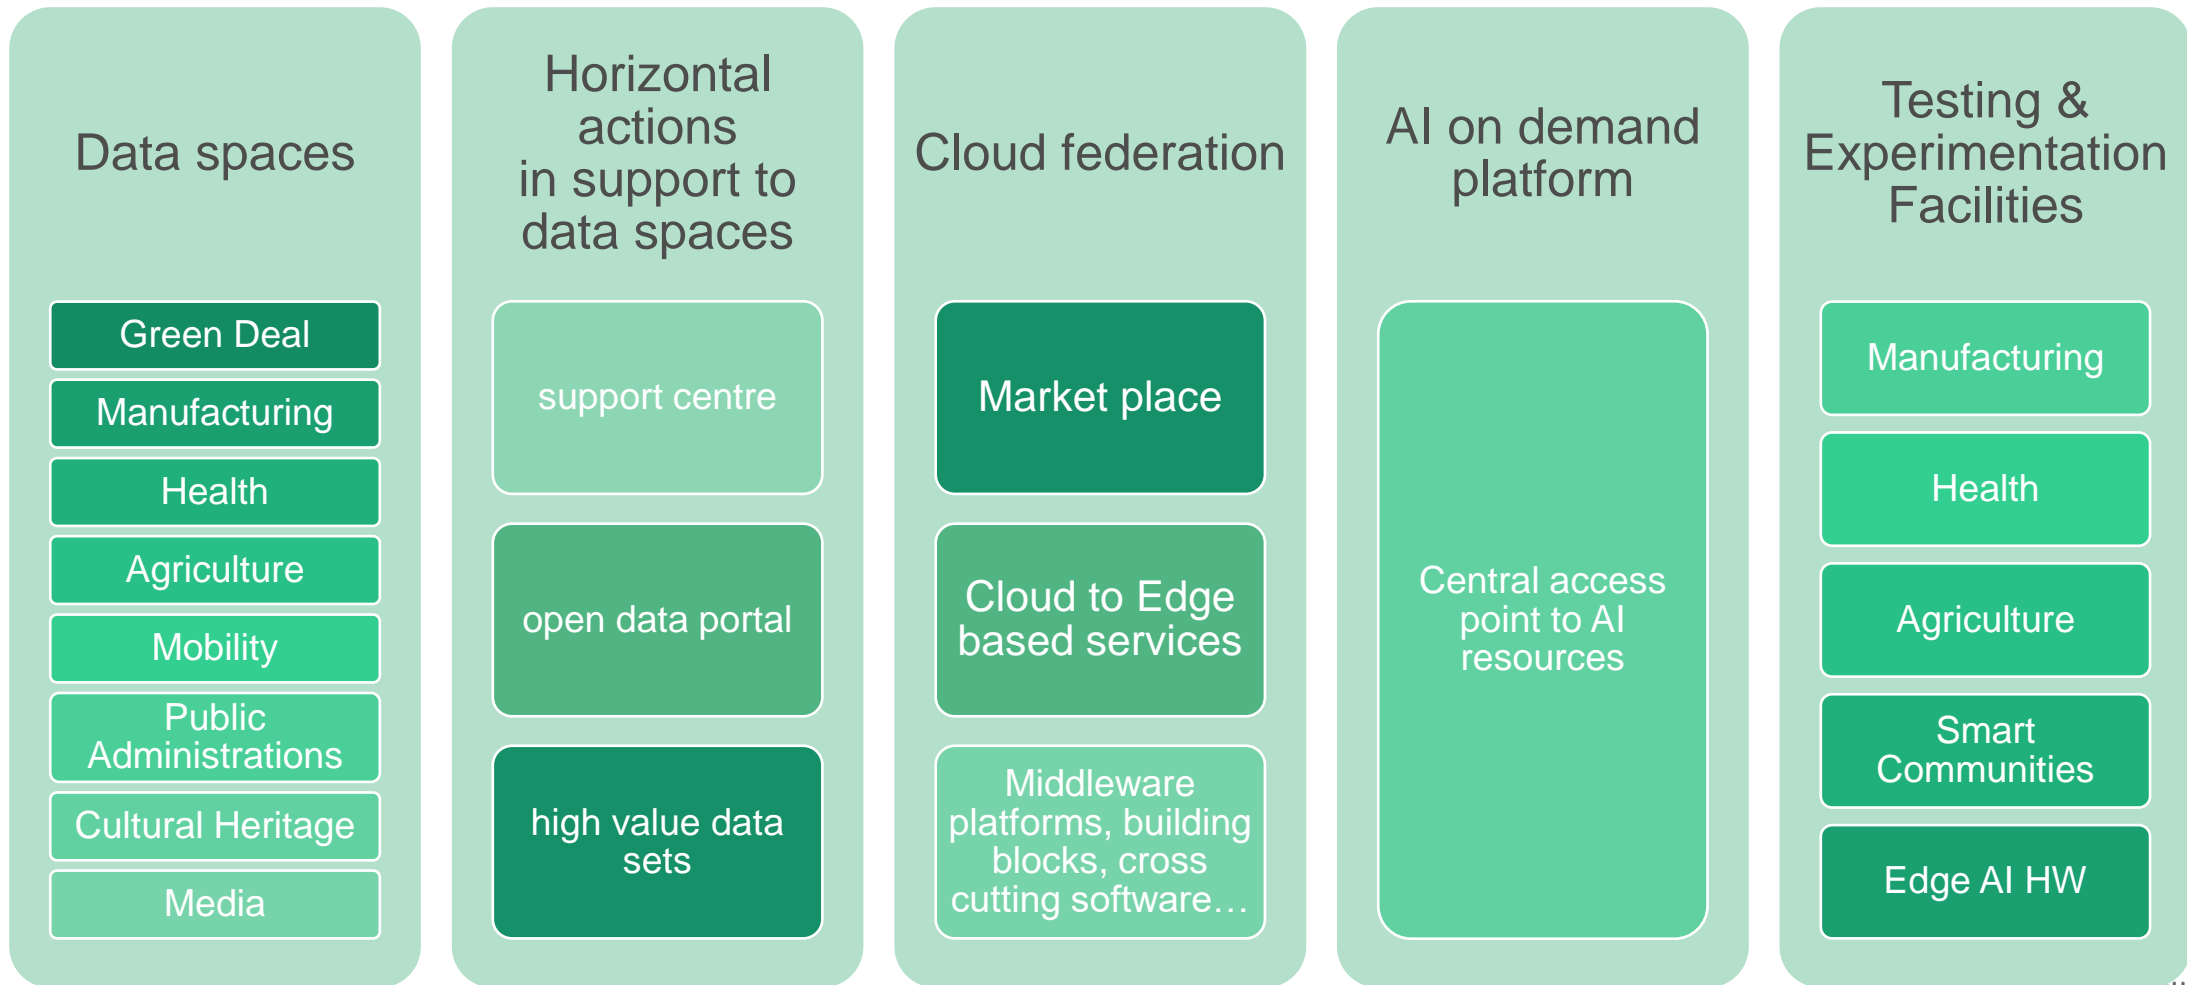 Data spaces
Green Deal
Manufacturing
Health
Agriculture
Mobility
Public
Administrations
Cultural Heritage
Media
Horizontal
actions
in support to
data spaces
support centre
open data portal
high value data
sets
Cloud federation
Market place
Cloud to Edge
based services
Middleware
platforms, building
blocks, cross
cutting software…
AI on demand
platform
Central access
point to AI
resources
Testing &
Experimentation
Facilities
Manufacturing
Health
Agriculture
Smart
Communities
Edge AI HW